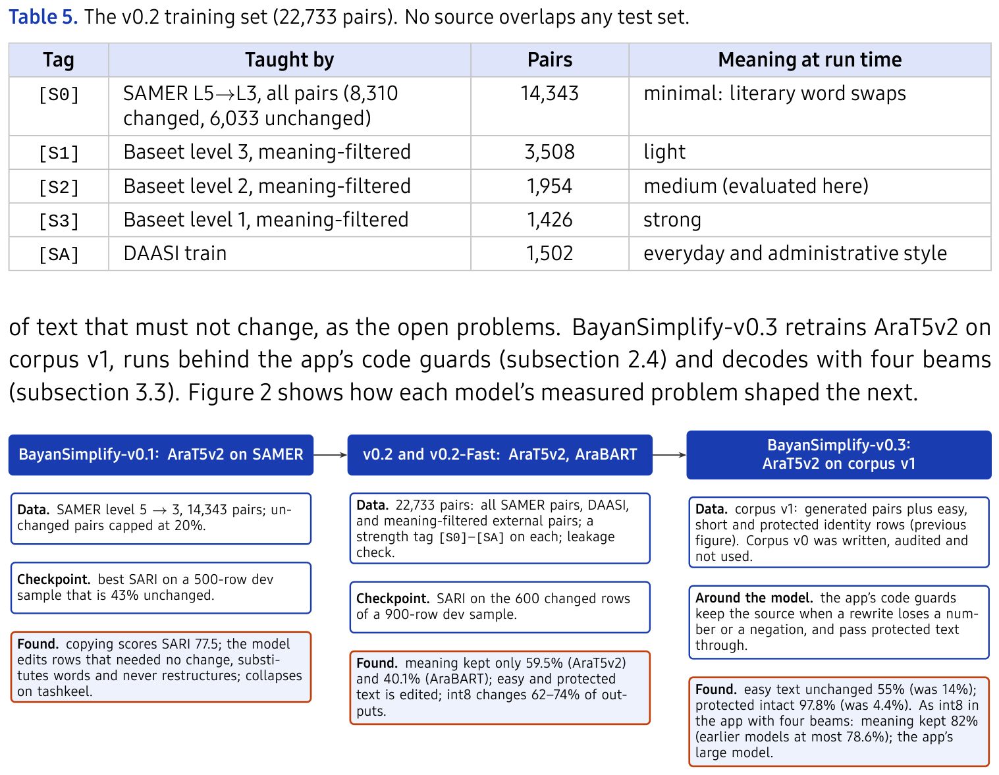 Table 5. The v0.2 training set (22,733 pairs). No source overlaps any test set.
Tag Taught by Pairs Meaning at run time
[S0] SAMER L5→L3, all pairs (8,310 changed, 6,033 unchanged) 14,343 minimal: literary word swaps
[S1] Baseet level 3, meaning-filtered 3,508 light
[S2] Baseet level 2, meaning-filtered 1,954 medium (evaluated here)
[S3] Baseet level 1, meaning-filtered 1,426 strong
[SA] DAASI train 1,502 everyday and administrative style
of text that must not change, as the open problems. BayanSimplify-v0.3 retrains AraT5v2 on
corpus v1, runs behind the app's code guards (subsection 2.4) and decodes with four beams
(subsection 3.3). Figure 2 shows how each model's measured problem shaped the next.
BayanSimplify-v0.1: AraT5v2 on SAMER
Data. SAMER level 5 → 3, 14,343 pairs; un-
changed pairs capped at 20%.
Checkpoint. best SARI on a 500-row dev
sample that is 43% unchanged.
Found. copying scores SARI 77.5; the model
edits rows that needed no change, substi-
tutes words and never restructures; collapses
on tashkeel.
v0.2 and v0.2-Fast: AraT5v2, AraBART
Data. 22,733 pairs: all SAMER pairs, DAASI,
and meaning-filtered external pairs; a
strength tag [S0]–[SA] on each; leakage
check.
Checkpoint. SARI on the 600 changed rows
of a 900-row dev sample.
Found. meaning kept only 59.5% (AraT5v2)
and 40.1% (AraBART); easy and protected
text is edited; int8 changes 62–74% of out-
puts.
BayanSimplify-v0.3:
AraT5v2 on corpus v1
Data. corpus v1: generated pairs plus easy,
short and protected identity rows (previous
figure). Corpus v0 was written, audited and
not used.
Around the model. the app's code guards
keep the source when a rewrite loses a num-
ber or a negation, and pass protected text
through.
Found. easy text unchanged 55% (was 14%);
protected intact 97.8% (was 4.4%). As int8 in
the app with four beams: meaning kept 82%
(earlier models at most 78.6%); the app's
large model.